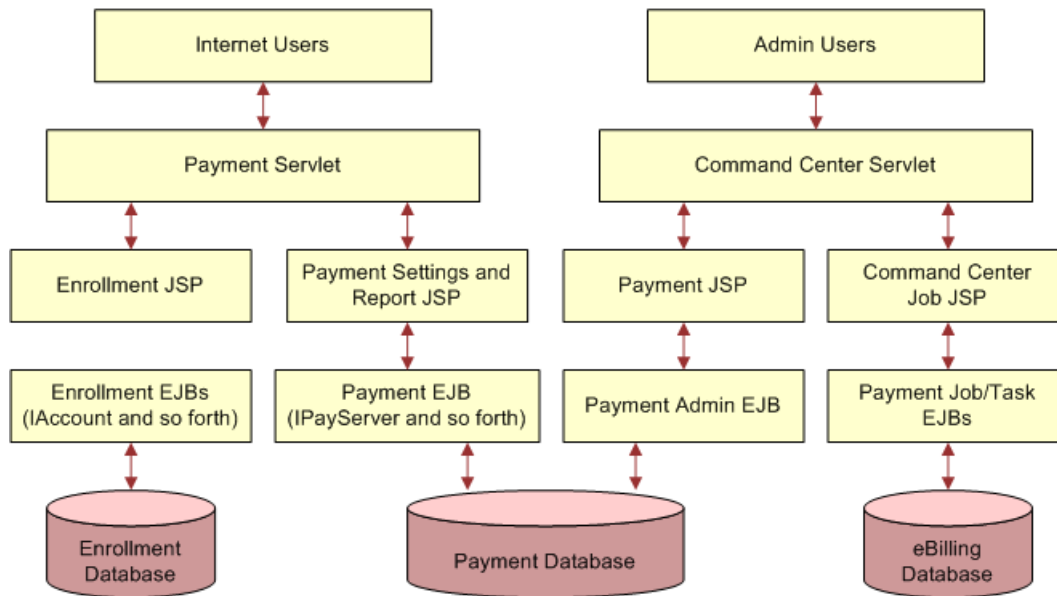 Internet Users
Admin Users
Payment Servlet
Command Center Servlet
Enrollment JSP
Payment Settings and
Report JSP
Payment JSP
Command Center
Job JSP
Enrollment EJBs
(IAccount and so forth)
Payment EJB
(IPayServer and so forth)
Payment Admin EJB
Payment Job/Task
EJBs
Enrollment
Database
Payment Database
eBilling
Database